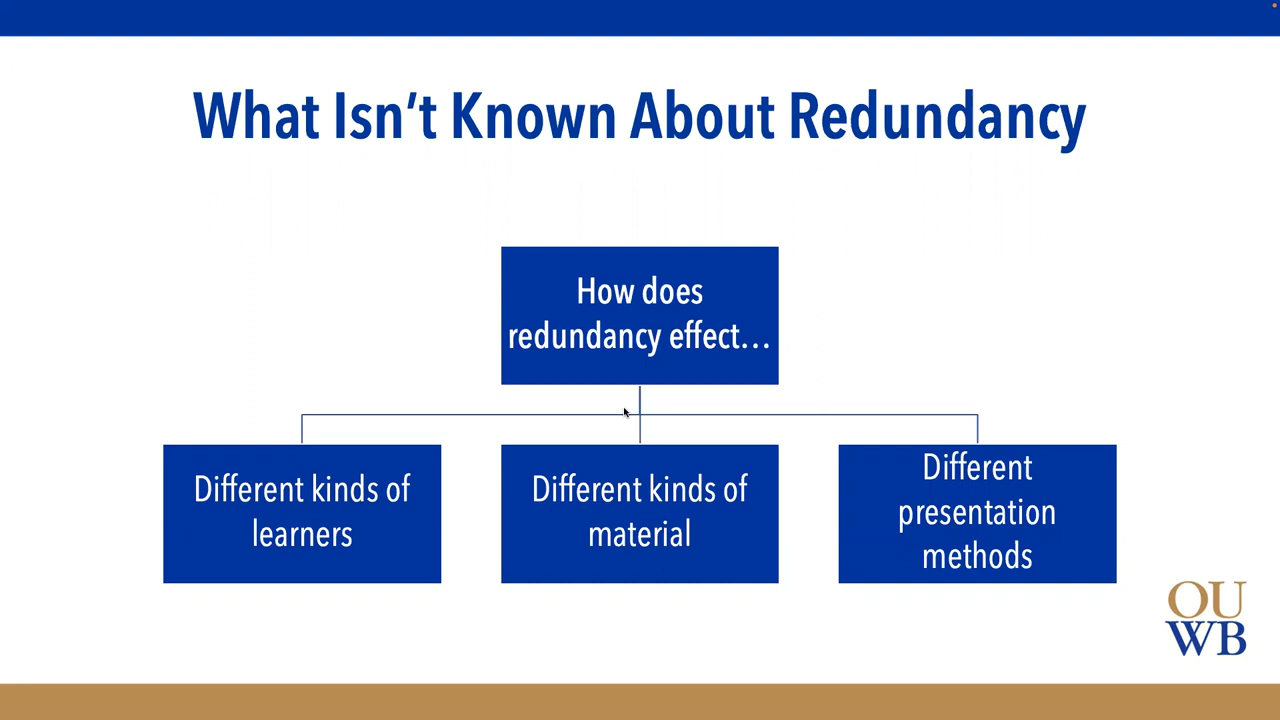 What Isn’t Known About Redundancy
How does
redundancy effect…
Different kinds of
learners
Different kinds of
material
Different
presentation
methods
OU
WB